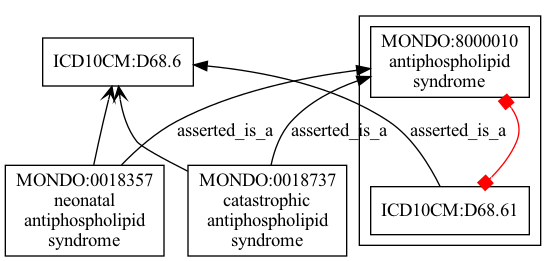 ICD10CM:D68.6
MONDO:8000010
antiphospholipid
syndrome
asserted_is_a
asserted_is_a
asserted_is_a
MONDO:0018357
neonatal
antiphospholipid
syndrome
MONDO:0018737
catastrophic
antiphospholipid
syndrome
ICD10CM:D68.61